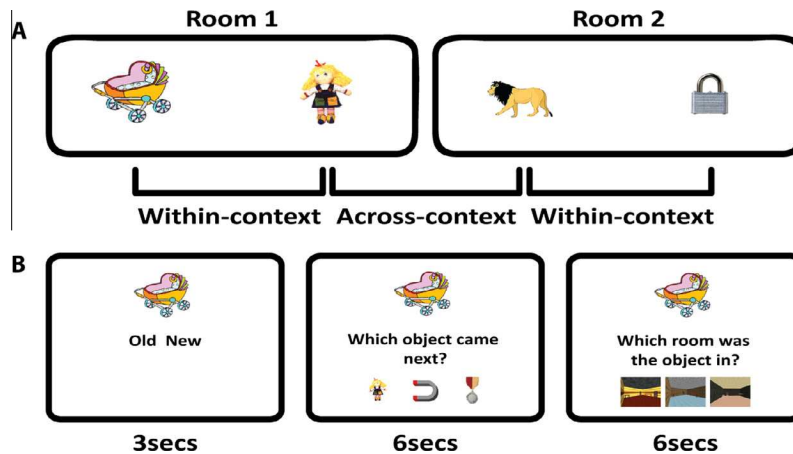 A
Room 1
Room 2
Within-context
Across-context
Within-context
B
Old New
Which object came
next?
Which room was
the object in?
3secs
6secs
6secs